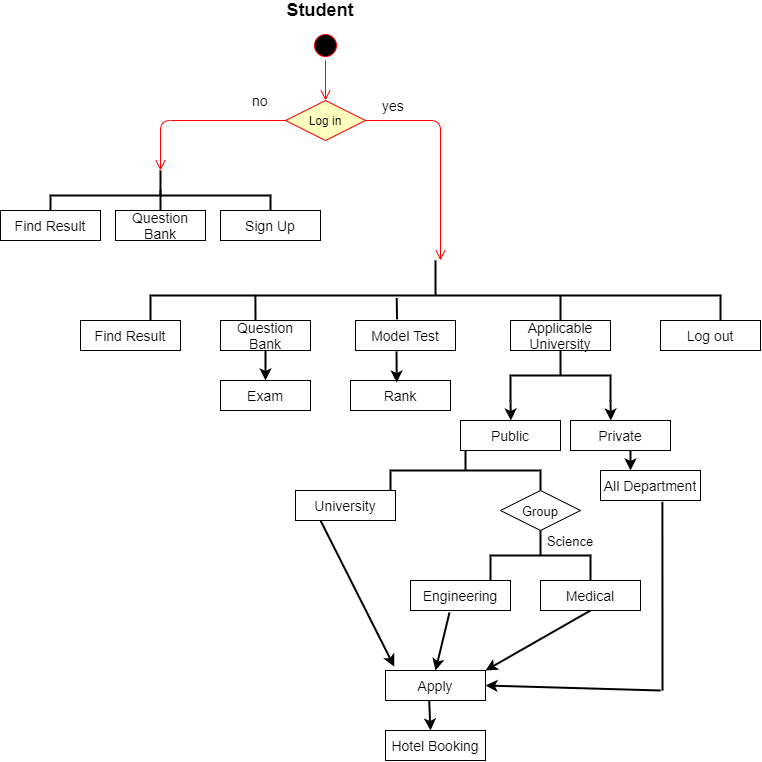 Student
no
yes
Log in
Find Result
Question
Bank
Sign Up
Find Result
Question
Bank
Model Test
Applicable
University
Log out
Exam
Rank
Public
Private
University
Group
All Department
Science
Engineering
Medical
Apply
Hotel Booking